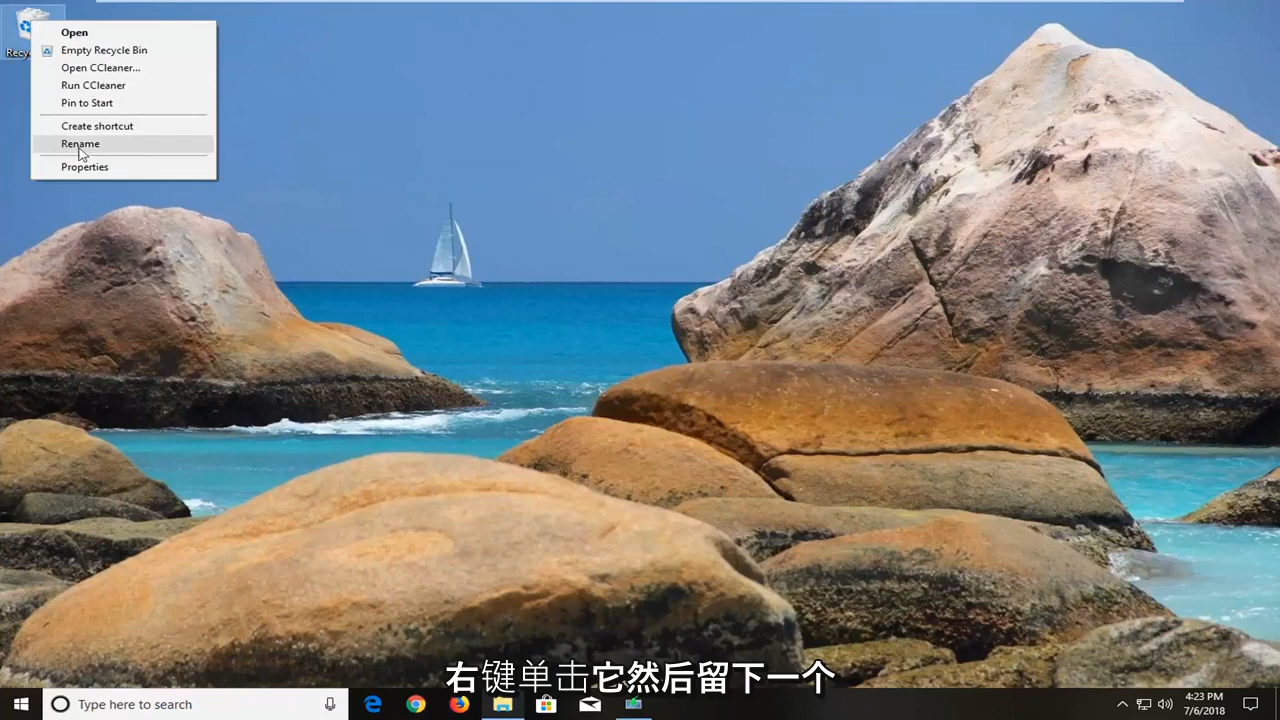 Recy
Open
Empty Recycle Bin
Open CCleaner...
Run CCleaner
Pin to Start
Create shortcut
Rename
Properties
右键单击它然后留下一个
Type here to search
4:23 PM
7/6/2018